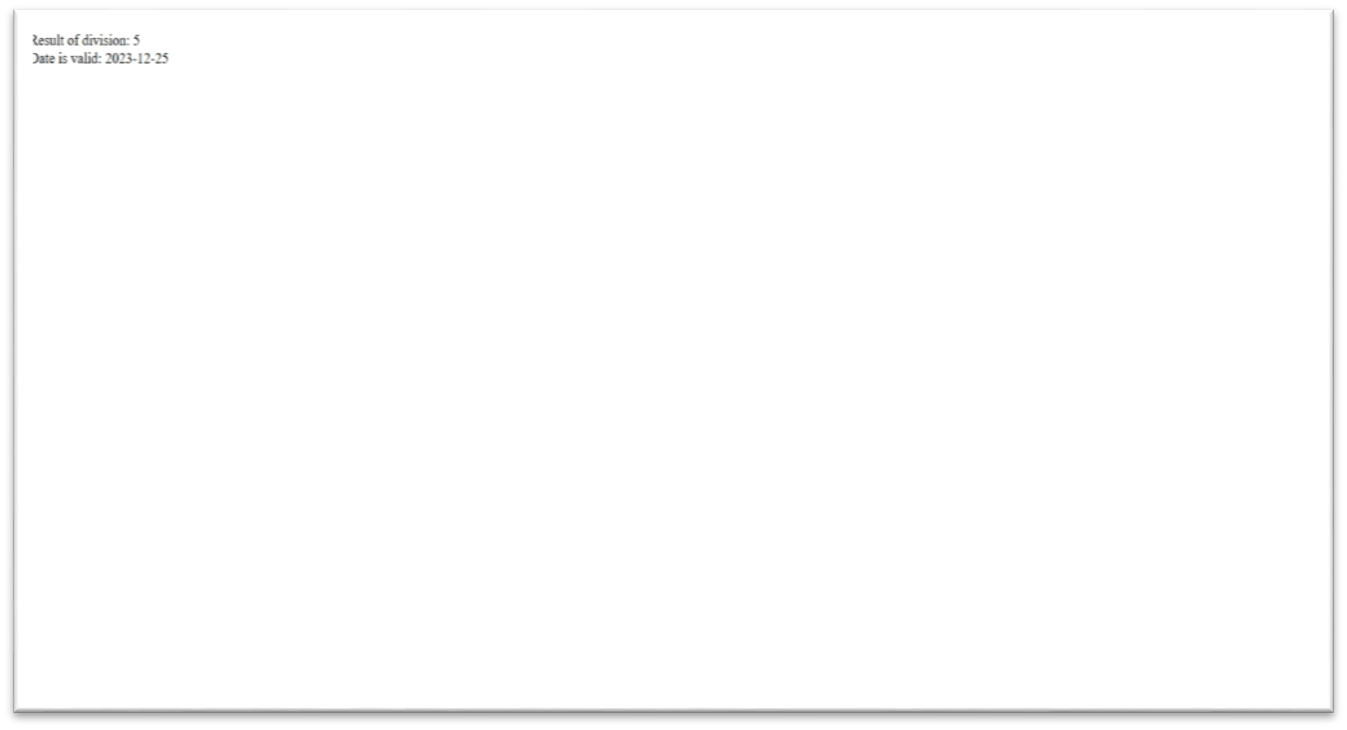 Result of division: 5
Date is valid: 2023-12-25